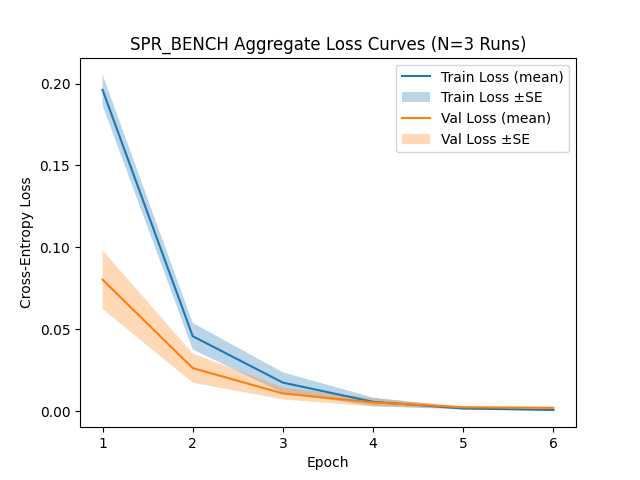 SPR_BENCH Aggregate Loss Curves (N=3 Runs)
Train Loss (mean)
Train Loss ±SE
Val Loss (mean)
Val Loss ±SE
Cross-Entropy Loss
0.20
0.15
0.10
0.05
0.00
1 2 3 4 5 6
Epoch